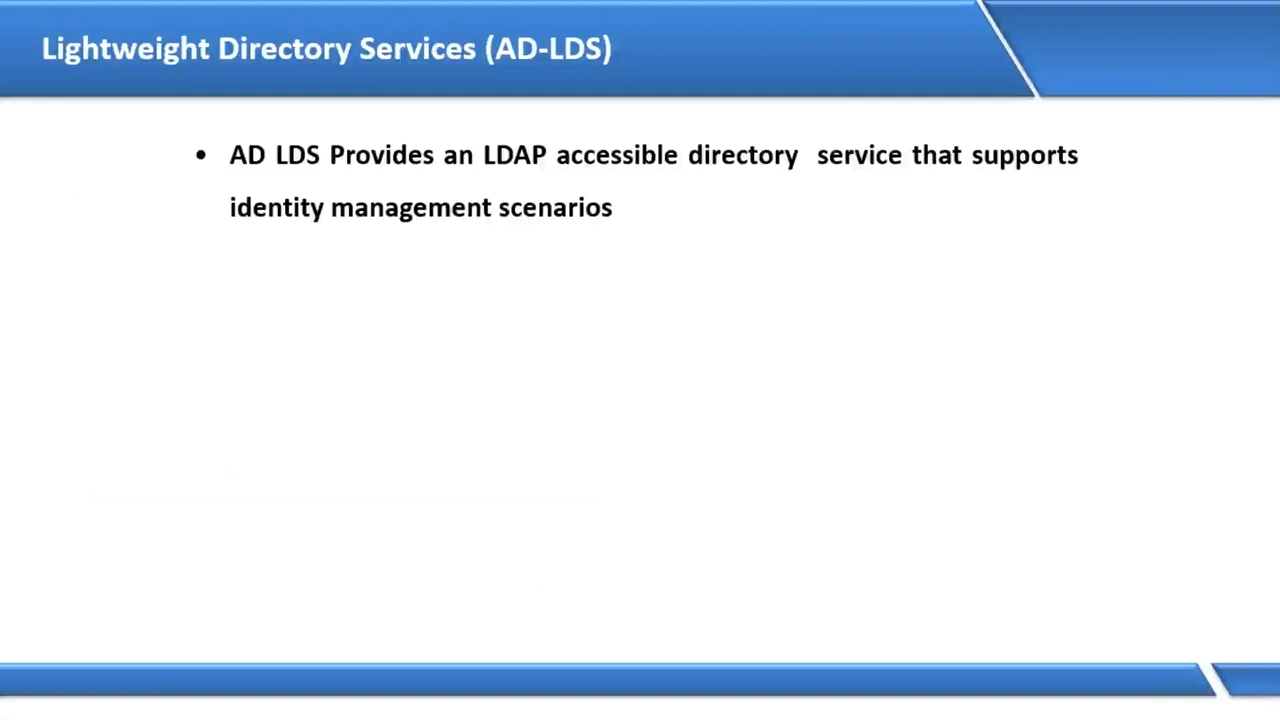 Lightweight Directory Services (AD-LDS)
• AD LDS Provides an LDAP accessible directory service that supports
identity management scenarios